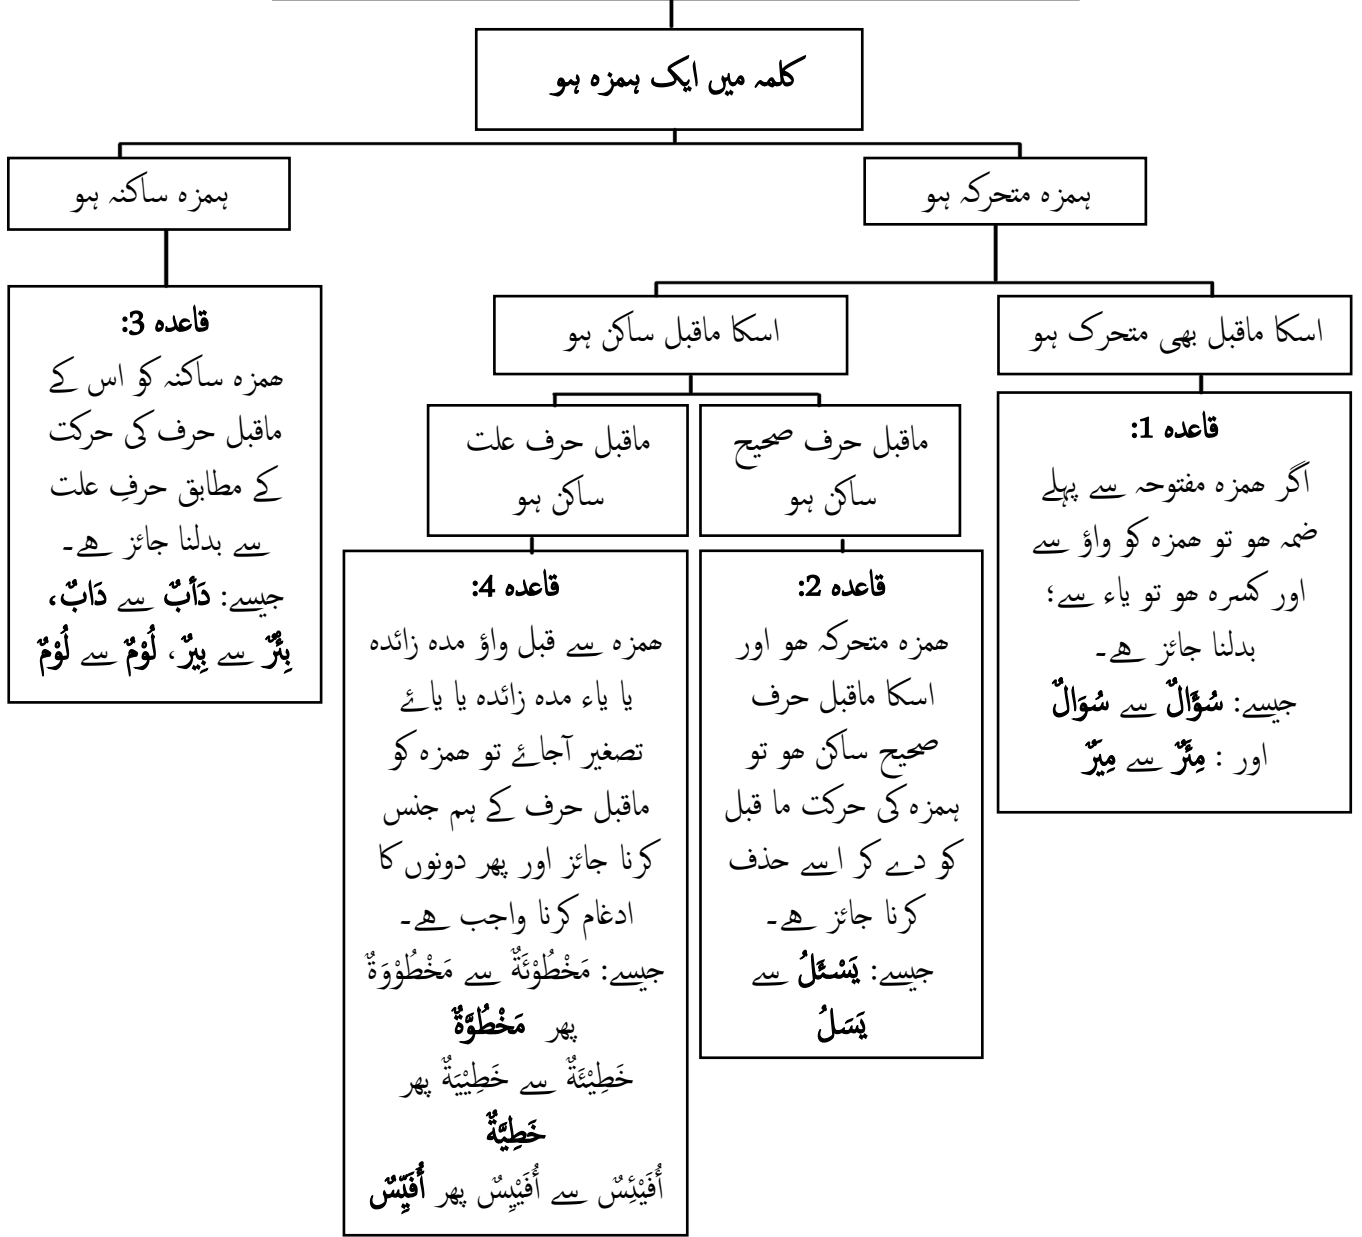 کلمہ میں ایک ہمزہ ہو
ہمزہ متحرکہ ہو
ہمزہ ساکنہ ہو
اسکا ماقبل بھی متحرک ہو
اسکا ماقبل ساکن ہو
قاعدہ 1:
اگر ھمزہ مفتوحہ سے پہلے
ضمہ ھو تو ھمزہ کو واؤ سے
اور کسرہ ھو تو یاء سے؛
بدلنا جائز ھے۔
جیسے: سُؤَالٌ سے سُوَالٌ
اور : مِئَرٌ سے مِیَرٌ
ماقبل حرف صحیح
ساکن ہو
قاعدہ 2:
ھمزہ متحرکہ ھو اور
اسکا ماقبل حرف
صحیح ساکن ھو تو
ہمزہ کی حرکت ما قبل
کو دے کر اسے حذف
کرنا جائز ھے۔
جیسے: یَسْئَلُ سے
یَسَلُ
ماقبل حرف علت
ساکن ہو
قاعدہ 4:
ھمزہ سے قبل واؤ مدہ زائدہ
یا یاء مدہ زائدہ یا یائے
تصغیر آجائے تو ھمزہ کو
ماقبل حرف کے ہم جنس
کرنا جائز اور پھر دونوں کا
ادغام کرنا واجب ھے۔
جیسے: مَخْطُوْئَةٌ سے مَخْطُوْوَةٌ
پھر مَخْطُوَّةٌ
خَطِیْئَةٌ سے خَطِیْیَةٌ پھر
خَطِیَّةٌ
أُفَیْئِسٌ سے أُفَیْیِسٌ پھر أُفَیِّسٌ
قاعدہ 3:
ھمزہ ساکنہ کو اس کے
ماقبل حرف کی حرکت
کے مطابق حرفِ علت
سے بدلنا جائز ھے۔
جیسے: دَأبٌ سے دَابٌ،
بِئْرٌ سے بِیرٌ، لُؤْمٌ سے لُوْمٌ